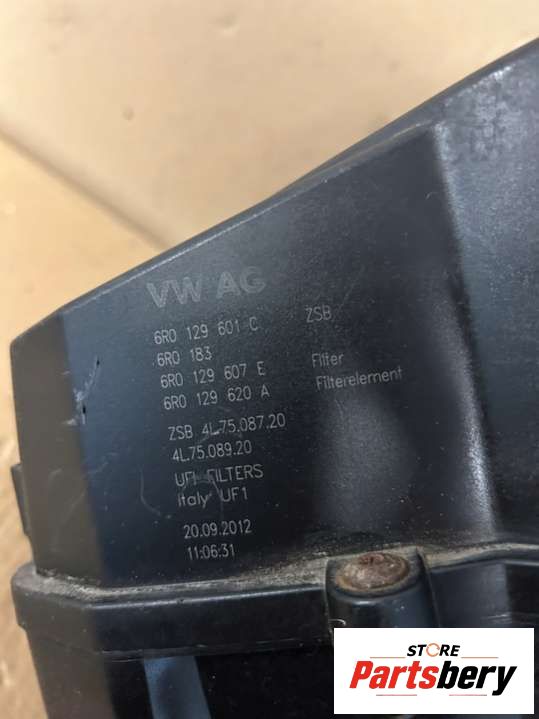 VW AG
6R0 129 601 C ZSB
6R0 183
6R0 129 607 E Filter
6R0 129 620 A Filterelement
ZSB 4L.75.087.20
4L.75.089.20
UFI FILTERS
Italy UF1
20.09.2012
11:06:31
STORE
Partsbery